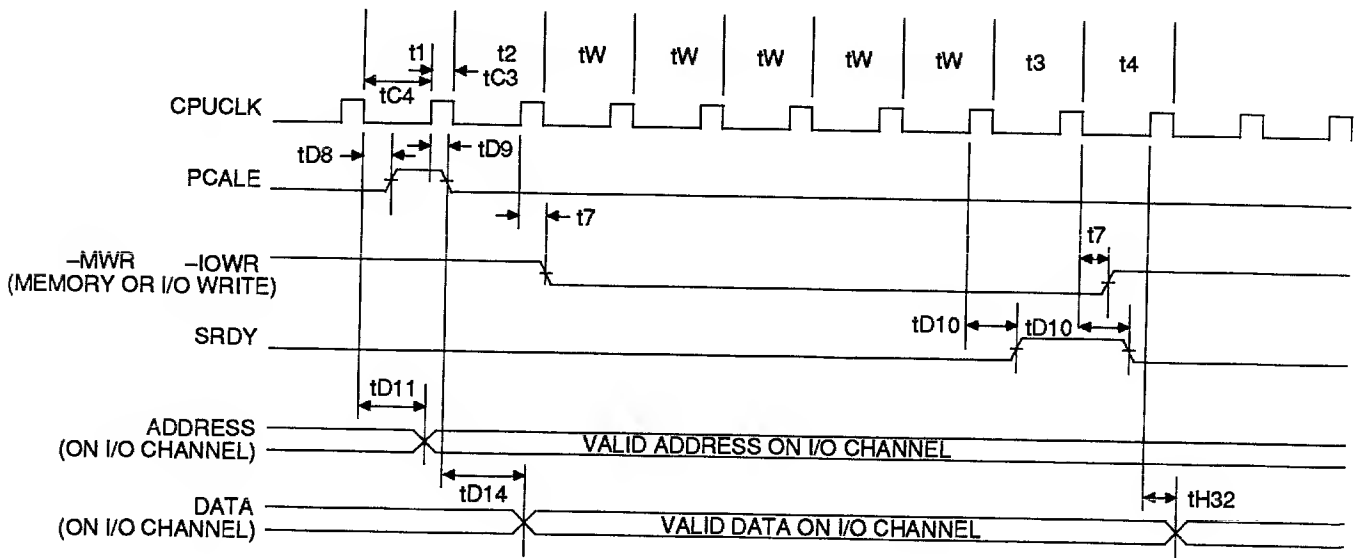 t1 t2 tW tW tW tW tW t3 t4
tC3
tC4
CPUCLK
tD8 tD9
PCALE
t7
t7
–MWR –IOWR
(MEMORY OR I/O WRITE)
tD10 tD10
SRDY
tD11
ADDRESS
(ON I/O CHANNEL) VALID ADDRESS ON I/O CHANNEL
tD14
tH32
DATA
(ON I/O CHANNEL) VALID DATA ON I/O CHANNEL